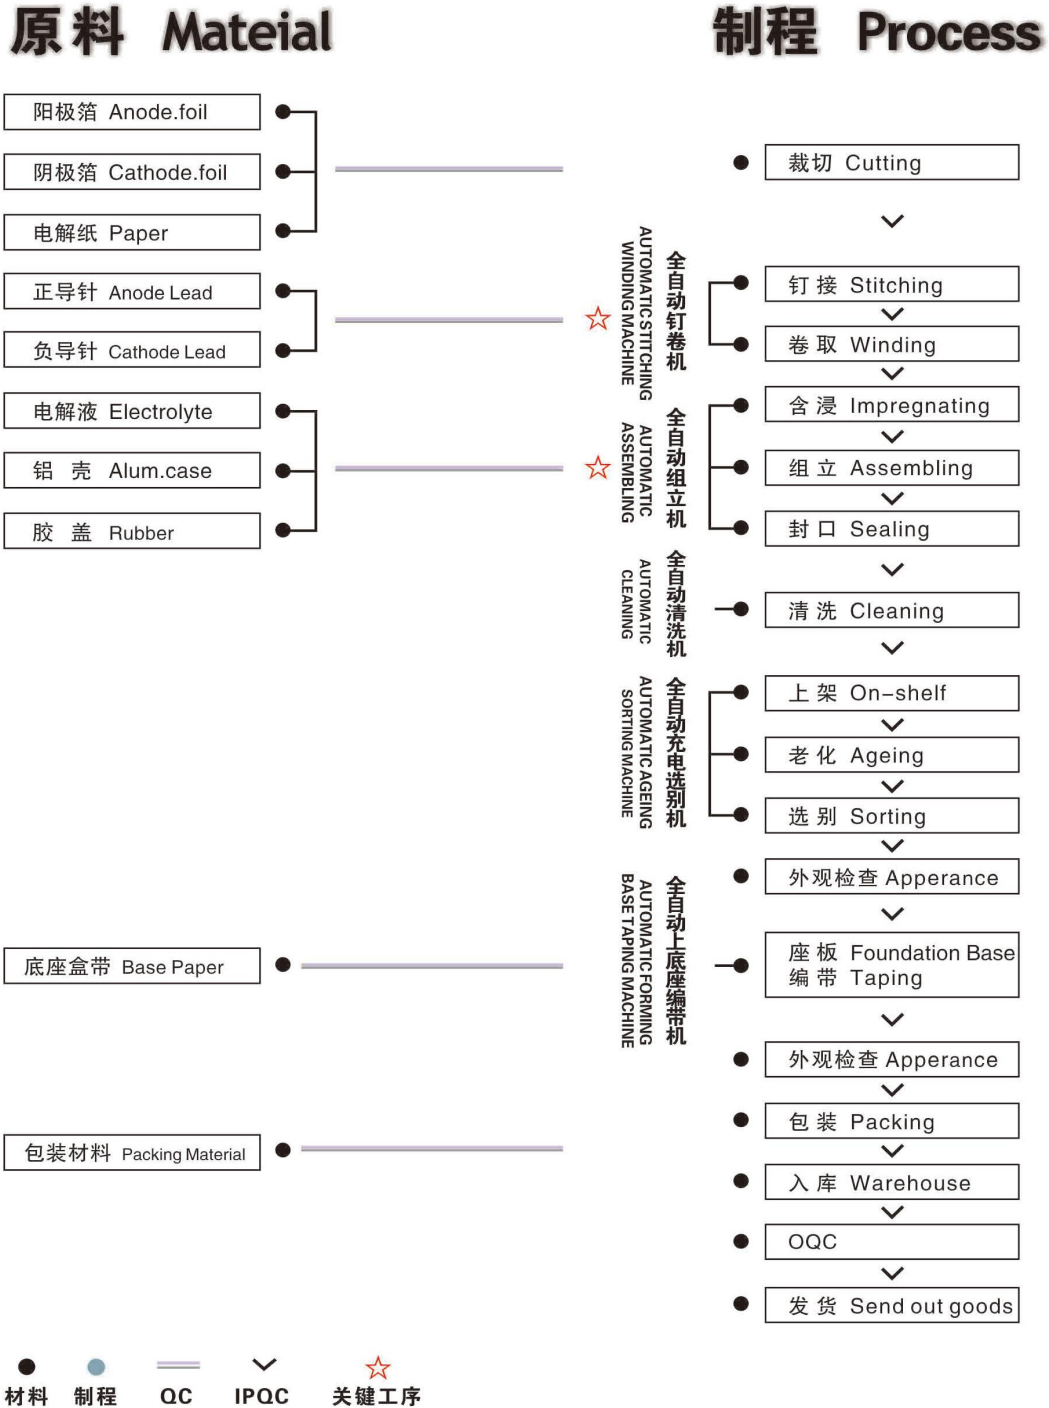 原料 Mateial
制程 Process
阳极箔 Anode.foil
阴极箔 Cathode.foil
电解纸 Paper
正导针 Anode Lead
负导针 Cathode Lead
电解液 Electrolyte
铝 壳 Alum.case
胶 盖 Rubber
底座盒带 Base Paper
包装材料 Packing Material
全自动钉卷机
AUTOMATIC STITCHING
WINDING MACHINE
全自动组立机
AUTOMATIC
ASSEMBLING
全自动清洗机
AUTOMATIC
CLEANING
全自动充电选别机
AUTOMATIC AGEING
SORTING MACHINE
全自动上底座编带机
AUTOMATIC FORMING
BASE TAPING MACHINE
裁切 Cutting
钉接 Stitching
卷取 Winding
含浸 Impregnating
组立 Assembling
封口 Sealing
清洗 Cleaning
上架 On-shelf
老化 Ageing
选别 Sorting
外观检查 Apperance
座板 Foundation Base
编带 Taping
外观检查 Apperance
包装 Packing
入库 Warehouse
OQC
发货 Send out goods
材料 制程 QC IPQC 关键工序